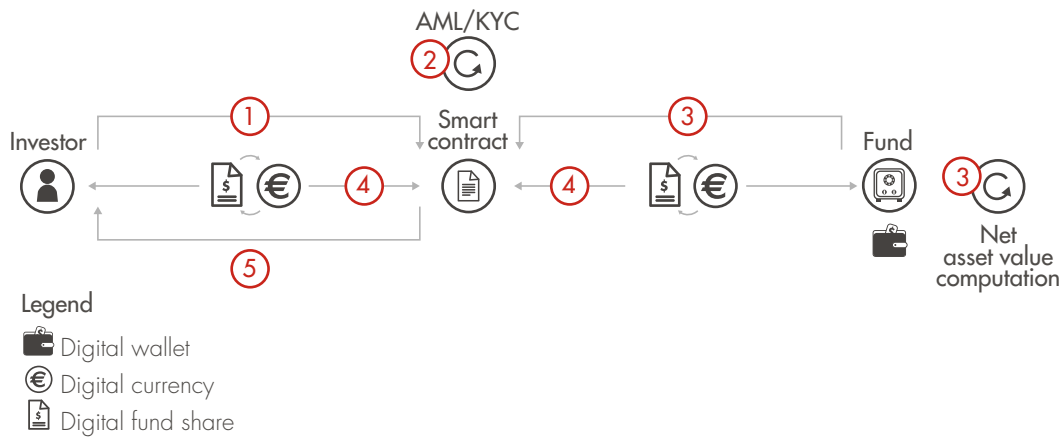 AML/KYC
2
1
3
Investor
Smart
contract
Fund
$
€
4
4
$
€
3
5
Net
asset value
computation
Legend
Digital wallet
€ Digital currency
$ Digital fund share